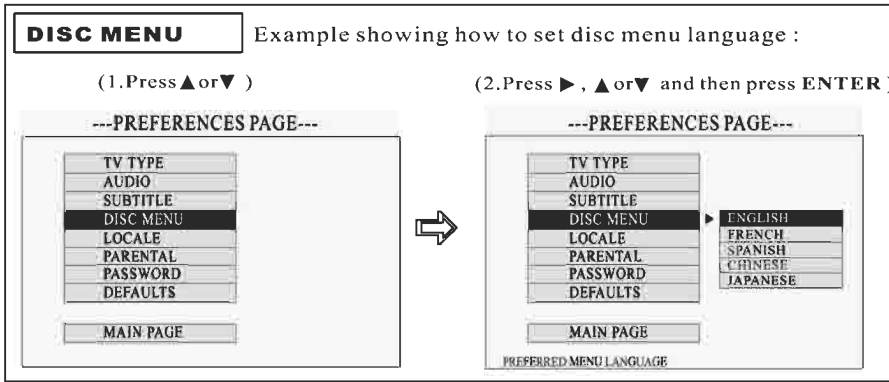 DISC MENU
Example showing how to set disc menu language :
(1.Press▲or▼ )
---PREFERENCES PAGE---
TV TYPE
AUDIO
SUBTITLE
DISC MENU
LOCALE
PARENTAL
PASSWORD
DEFAULTS
MAIN PAGE
(2.Press ▶ , ▲or▼ and then press ENTER )
---PREFERENCES PAGE---
TV TYPE
AUDIO
SUBTITLE
DISC MENU ▶
LOCALE
PARENTAL
PASSWORD
DEFAULTS
ENGLISH
FRENCH
SPANISH
CHINESE
JAPANESE
MAIN PAGE
PREFERRED MENU LANGUAGE